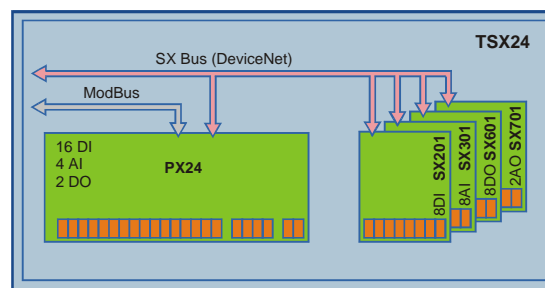 TSX24
SX Bus (DeviceNet)
ModBus
16 DI
4 AI
2 DO
PX24
8DI SX201
8AI SX301
8DO SX601
2AO SX701